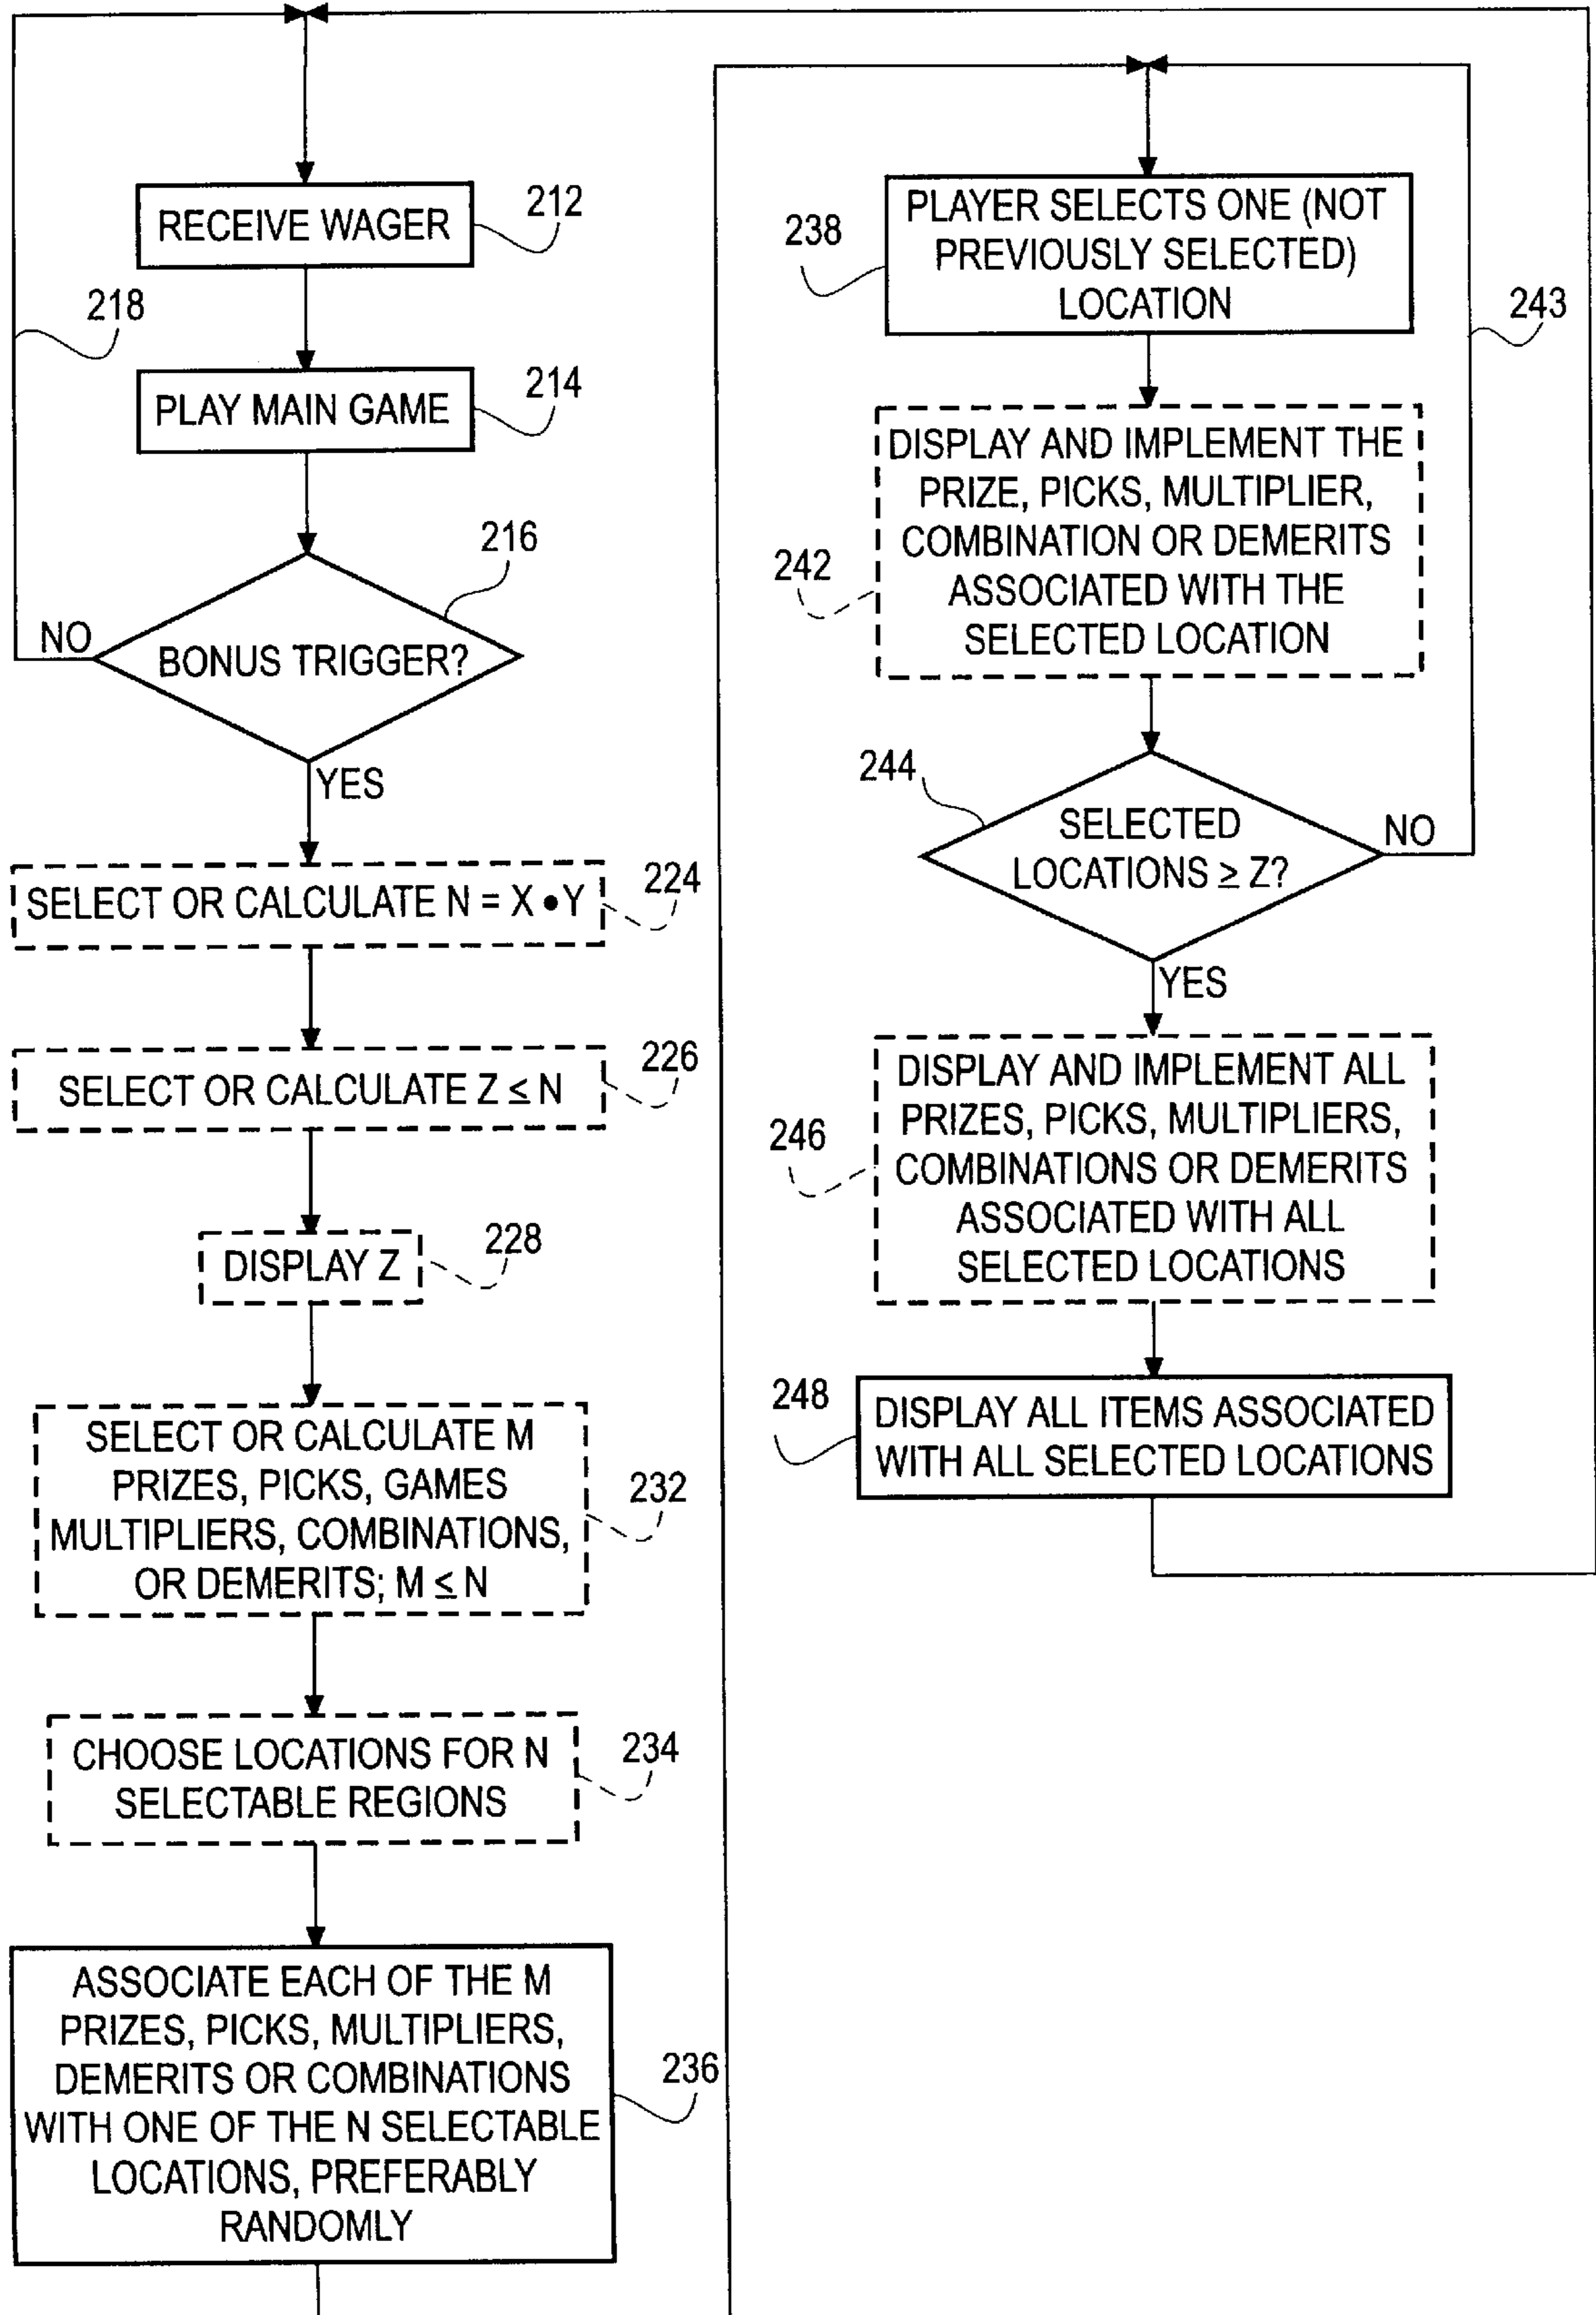 RECEIVE WAGER
212
218
PLAY MAIN GAME
214
216
NO
BONUS TRIGGER?
YES
SELECT OR CALCULATE N = X • Y
224
SELECT OR CALCULATE Z ≤ N
226
DISPLAY Z
228
SELECT OR CALCULATE M
PRIZES, PICKS, GAMES
MULTIPLIERS, COMBINATIONS,
OR DEMERITS; M ≤ N
232
CHOOSE LOCATIONS FOR N
SELECTABLE REGIONS
234
ASSOCIATE EACH OF THE M
PRIZES, PICKS, MULTIPLIERS,
DEMERITS OR COMBINATIONS
WITH ONE OF THE N SELECTABLE
LOCATIONS, PREFERABLY
RANDOMLY
236
238
PLAYER SELECTS ONE (NOT
PREVIOUSLY SELECTED)
LOCATION
243
242
DISPLAY AND IMPLEMENT THE
PRIZE, PICKS, MULTIPLIER,
COMBINATION OR DEMERITS
ASSOCIATED WITH THE
SELECTED LOCATION
244
SELECTED
LOCATIONS ≥ Z?
NO
YES
246
DISPLAY AND IMPLEMENT ALL
PRIZES, PICKS, MULTIPLIERS,
COMBINATIONS OR DEMERITS
ASSOCIATED WITH ALL
SELECTED LOCATIONS
248
DISPLAY ALL ITEMS ASSOCIATED
WITH ALL SELECTED LOCATIONS